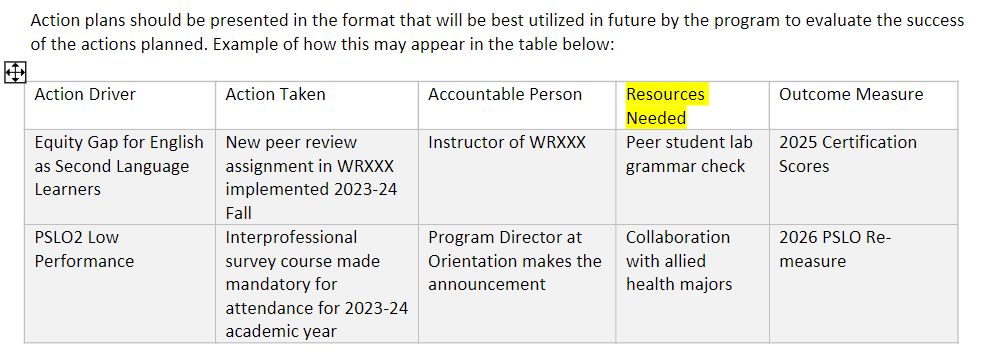 Action plans should be presented in the format that will be best utilized in future by the program to evaluate the success
of the actions planned. Example of how this may appear in the table below:
Action Driver
Action Taken
Accountable Person
Resources
Needed
Outcome Measure
Equity Gap for English
as Second Language
Learners
New peer review
assignment in WRXXX
implemented 2023-24
Fall
Instructor of WRXXX
Peer student lab
grammar check
2025 Certification
Scores
PSLO2 Low
Performance
Interprofessional
survey course made
mandatory for
attendance for 2023-24
academic year
Program Director at
Orientation makes the
announcement
Collaboration
with allied
health majors
2026 PSLO Re-
measure